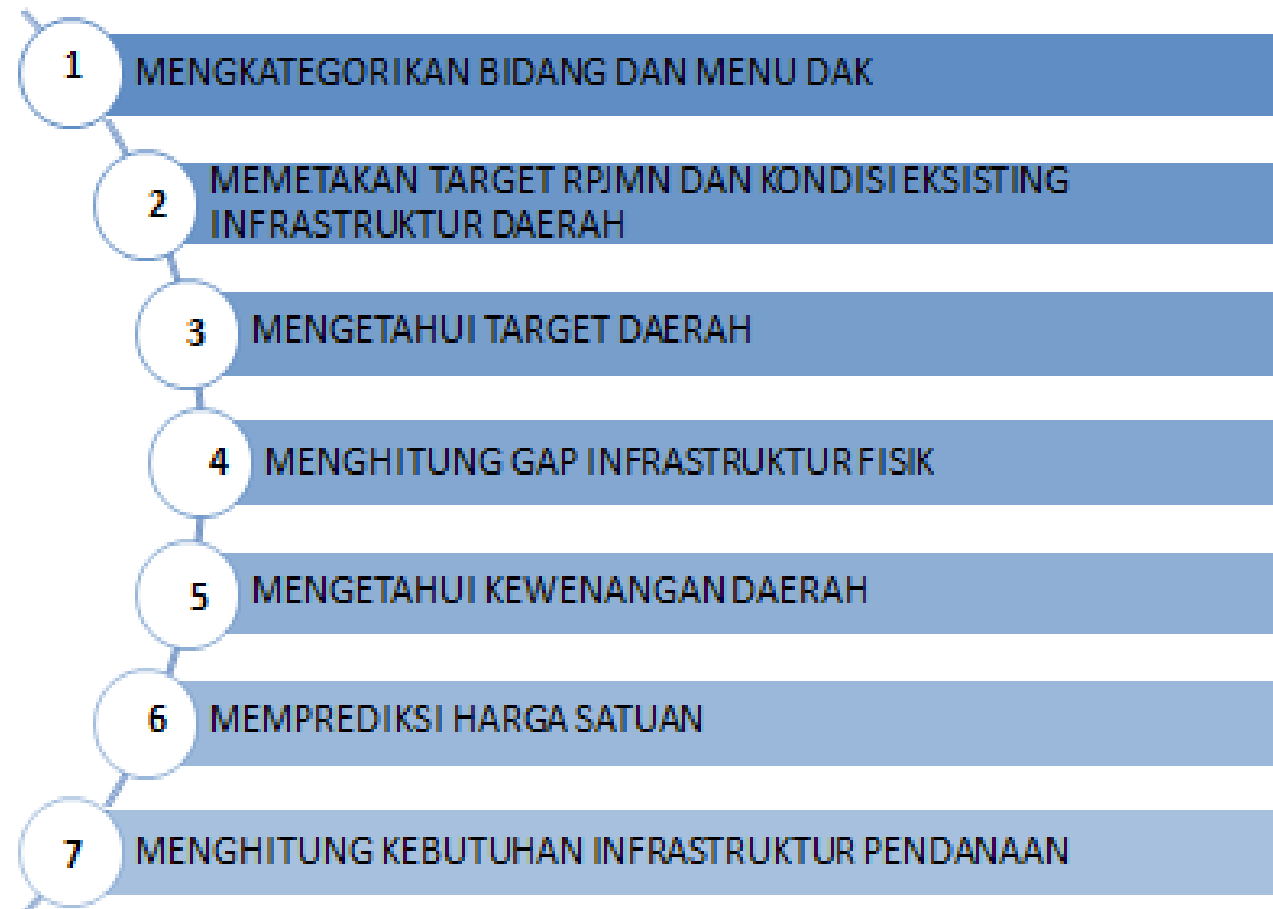 1
MENGKATEGORIKAN BIDANG DAN MENU DAK
2
MEMETAKAN TARGET RPJMN DAN KONDISI EKSISTING
INFRASTRUKTUR DAERAH
3
MENGETAHUI TARGET DAERAH
4
MENGHITUNG GAP INFRASTRUKTUR FISIK
5
MENGETAHUI KEWENANGAN DAERAH
6
MEMPREDIKSI HARGA SATUAN
7
MENGHITUNG KEBUTUHAN INFRASTRUKTUR PENDANAAN